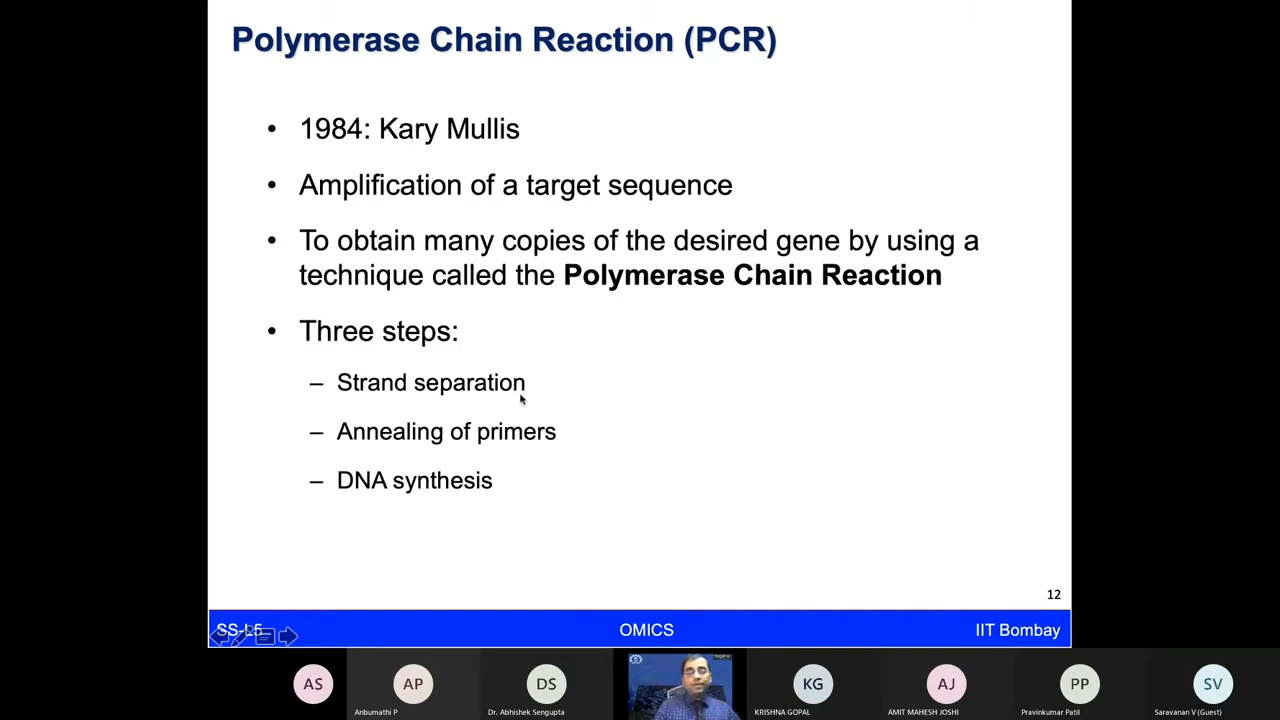 Polymerase Chain Reaction (PCR)
• 1984: Kary Mullis
• Amplification of a target sequence
• To obtain many copies of the desired gene by using a
technique called the Polymerase Chain Reaction
• Three steps:
– Strand separation
– Annealing of primers
– DNA synthesis
12
SS-L5 OMICS IIT Bombay
AS AP DS KG AJ PP SV
Anbumathi P Dr. Abhishek Sengupta KRISHNA GOPAL AMIT MAHESH JOSHI Pravinkumar Patil Saravanan V (Guest)